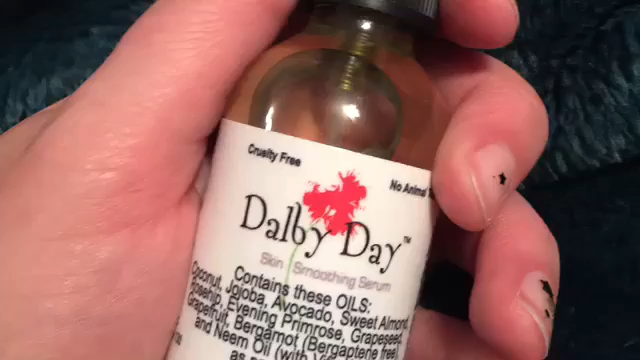 Cruelty Free
No Animal
Dalby Day™
Skin Smoothing Serum
Contains these OILS:
Coconut, Jojoba, Avocado, Sweet Almond,
Rosehip, Evening Primrose, Grapeseed,
Grapefruit, Bergamot (Bergaptene free)
and Neem Oil (with